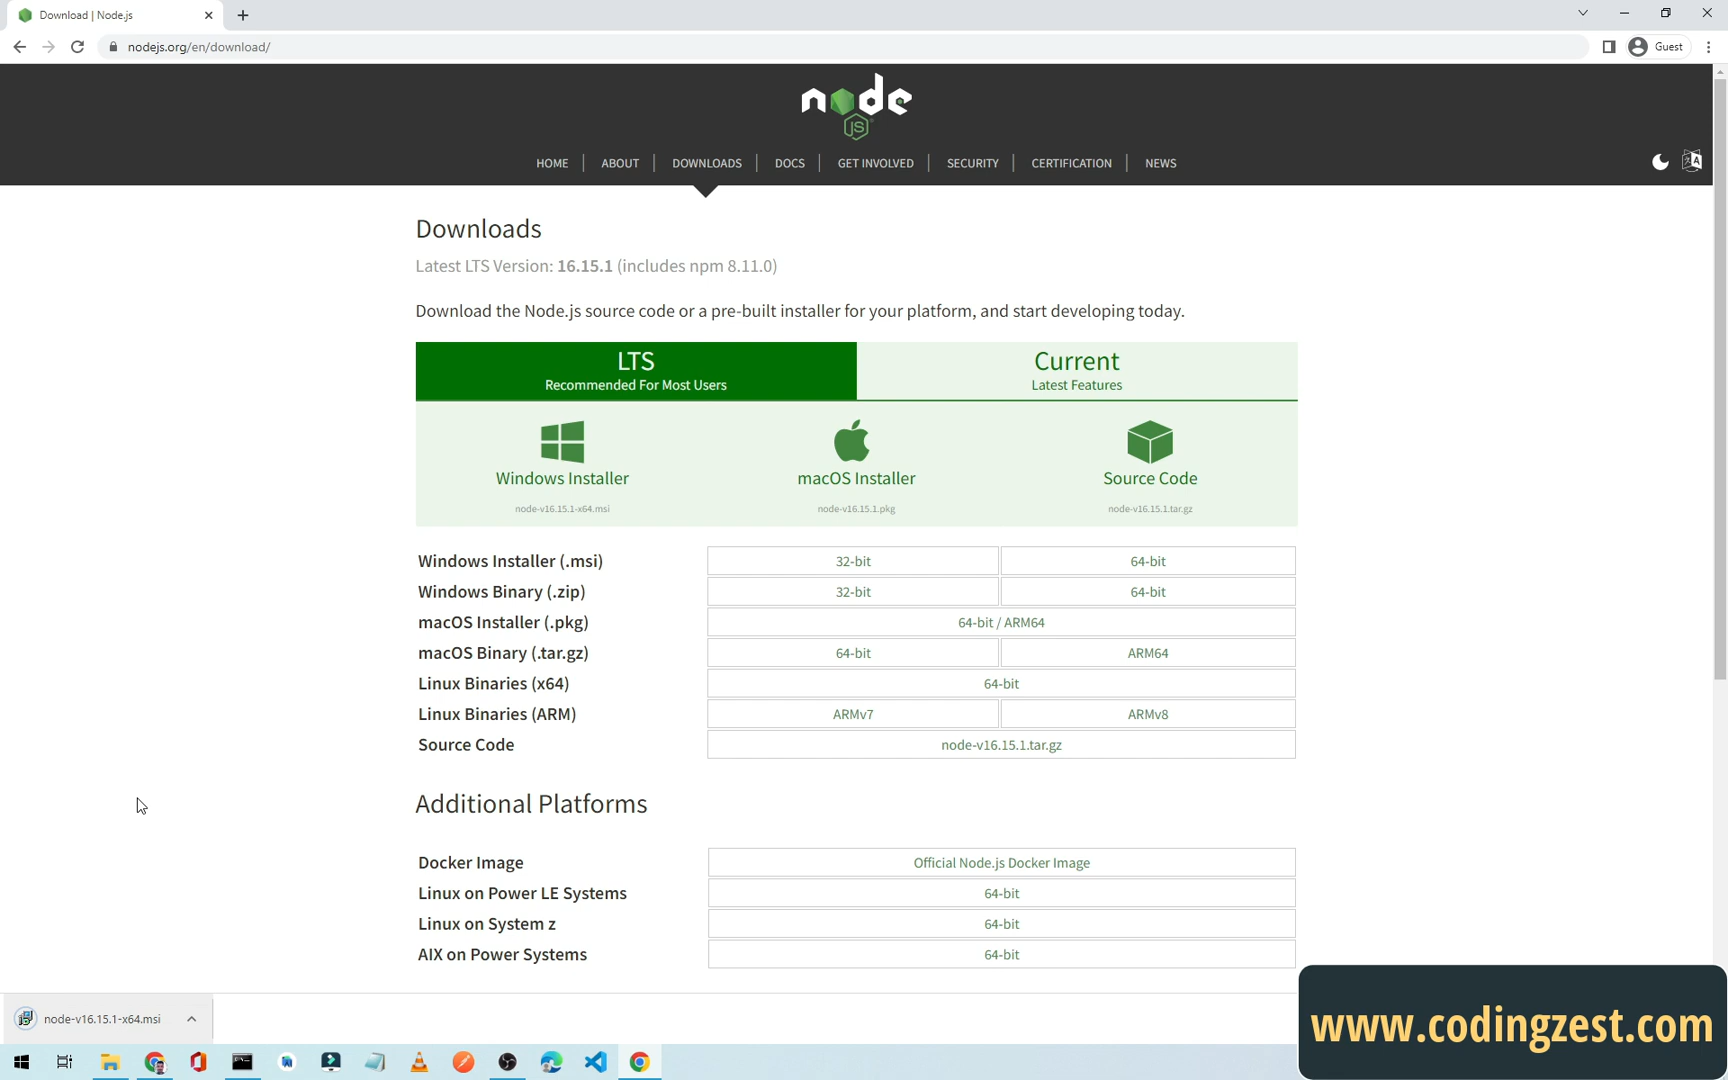 Download | Node.js
nodejs.org/en/download/
Guest
node
JS
HOME
ABOUT
DOWNLOADS
DOCS
GET INVOLVED
SECURITY
CERTIFICATION
NEWS
Downloads
Latest LTS Version: 16.15.1 (includes npm 8.11.0)
Download the Node.js source code or a pre-built installer for your platform, and start developing today.
LTS
Recommended For Most Users
Current
Latest Features
Windows Installer
node-v16.15.1-x64.msi
macOS Installer
node-v16.15.1.pkg
Source Code
node-v16.15.1.tar.gz
Windows Installer (.msi)
32-bit
64-bit
Windows Binary (.zip)
32-bit
64-bit
macOS Installer (.pkg)
64-bit / ARM64
macOS Binary (.tar.gz)
64-bit
ARM64
Linux Binaries (x64)
64-bit
Linux Binaries (ARM)
ARMv7
ARMv8
Source Code
node-v16.15.1.tar.gz
Additional Platforms
Docker Image
Official Node.js Docker Image
Linux on Power LE Systems
64-bit
Linux on System z
64-bit
AIX on Power Systems
64-bit
node-v16.15.1-x64.msi
www.codingzest.com